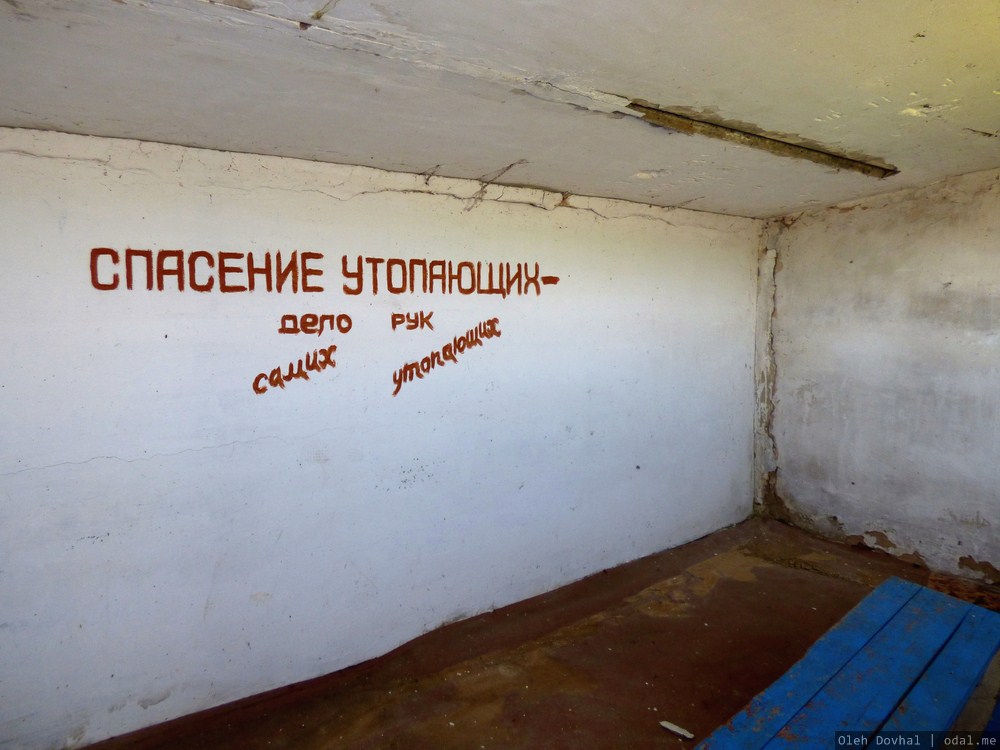 СПАСЕНИЕ УТОПАЮЩИХ-
дело рук
самих утопающих
Oleh Dovhal | odal.me